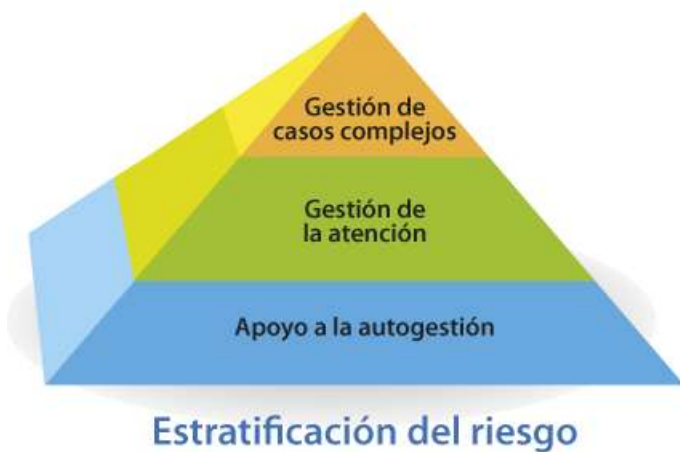 Gestión de
casos complejos
Gestión de
la atención
Apoyo a la autogestión
Estratificación del riesgo